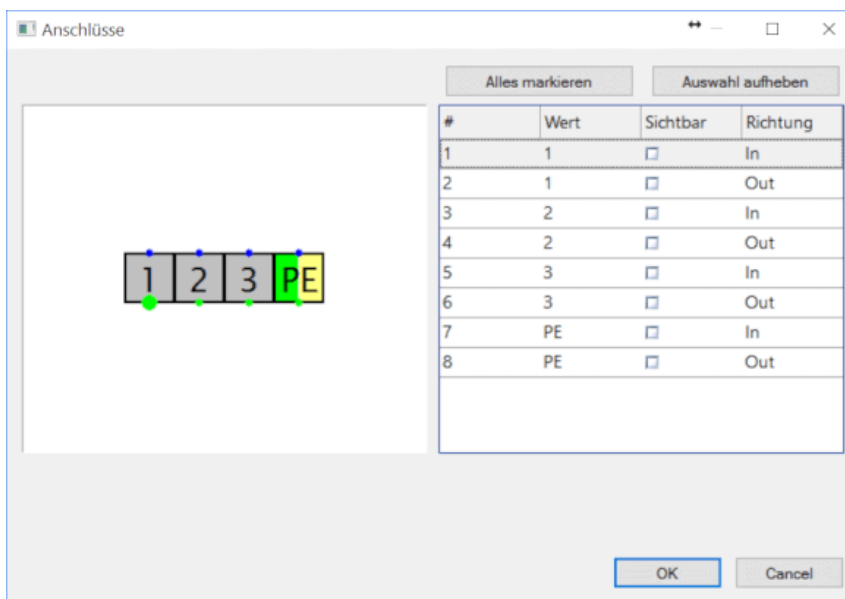 Anschlüsse
Alles markieren Auswahl aufheben
# Wert Sichtbar Richtung
1 1 In
2 1 Out
3 2 In
4 2 Out
5 3 In
6 3 Out
7 PE In
8 PE Out
1 2 3 PE
OK Cancel